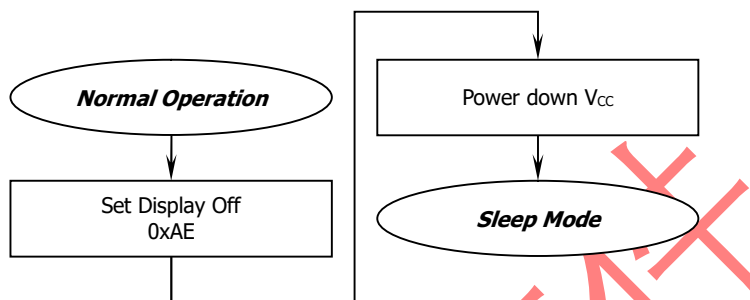 Normal Operation
Set Display Off
0xAE
Power down VCC
Sleep Mode